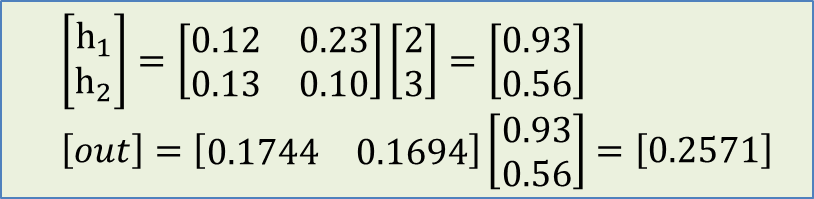 [h₁ h₂] = [0.12 0.23 0.13 0.10] [2 3] = [0.93 0.56]
[out] = [0.1744 0.1694] [0.93 0.56] = [0.2571]